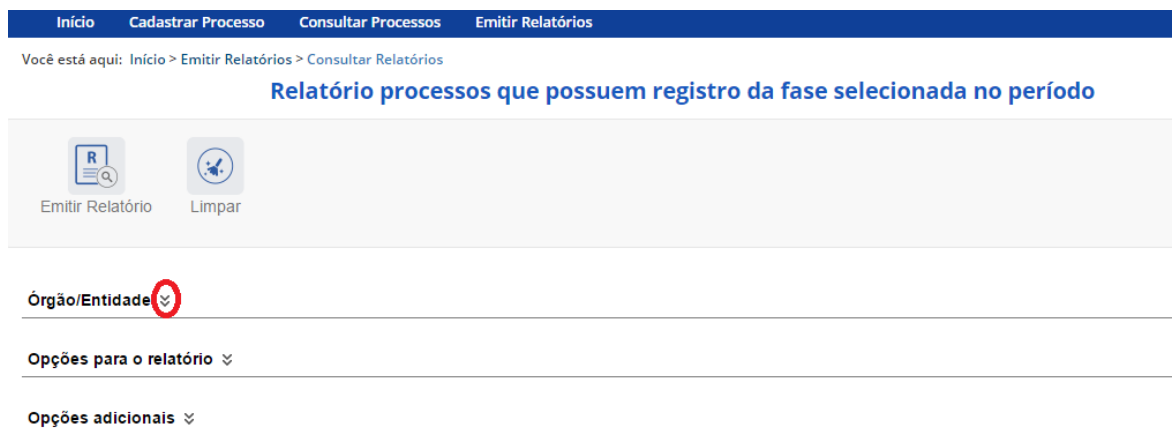 Início Cadastrar Processo Consultar Processos Emitir Relatórios
Você está aqui: Início > Emitir Relatórios > Consultar Relatórios
Relatório processos que possuem registro da fase selecionada no período
R
Emitir Relatório Limpar
Órgão/Entidade
Opções para o relatório
Opções adicionais